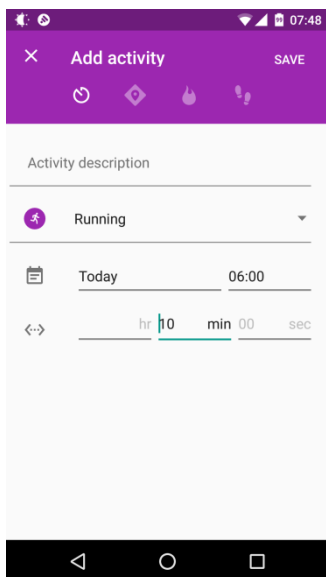 07:48
Add activity SAVE
Activity description
Running
Today 06:00
hr 10 min 00 sec